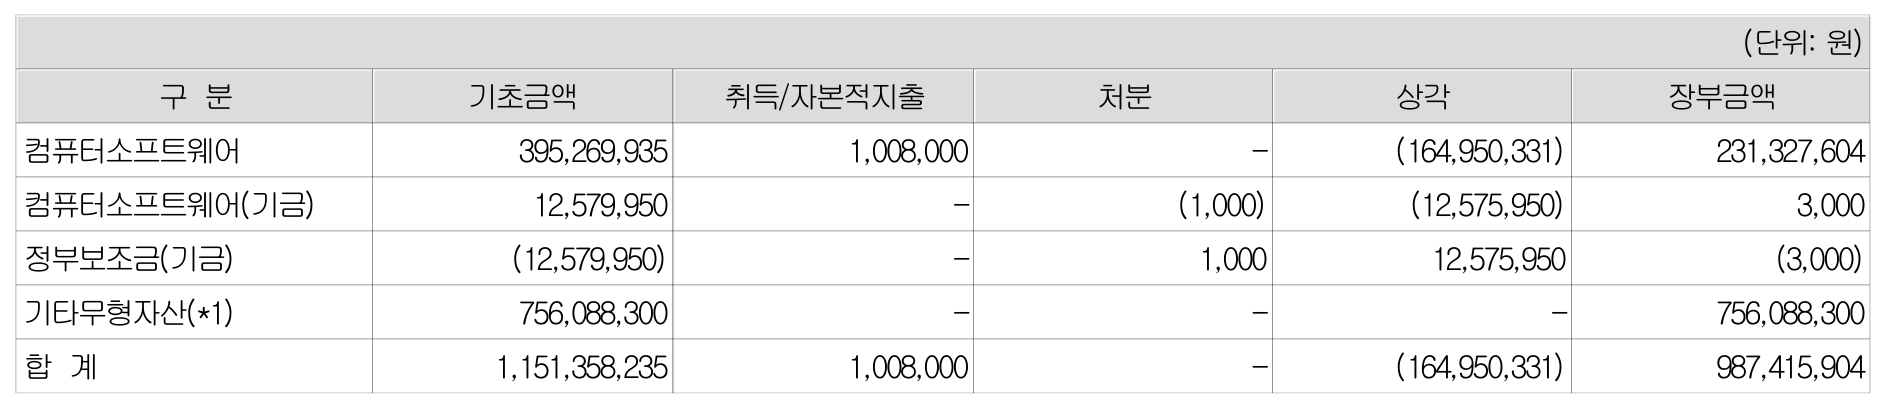 (단위: 원)
구 분 기초금액 취득/자본적지출 처분 상각 장부금액
컴퓨터소프트웨어 395,269,935 1,008,000 - (164,950,331) 231,327,604
컴퓨터소프트웨어(기금) 12,579,950 - (1,000) (12,575,950) 3,000
정부보조금(기금) (12,579,950) - 1,000 12,575,950 (3,000)
기타무형자산(*1) 756,088,300 - - - 756,088,300
합 계 1,151,358,235 1,008,000 - (164,950,331) 987,415,904